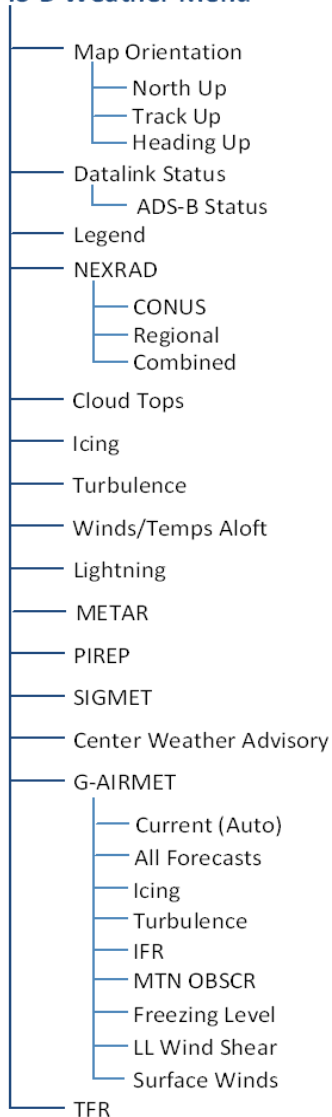 Weather Menu
Map Orientation
North Up
Track Up
Heading Up
Datalink Status
ADS-B Status
Legend
NEXRAD
CONUS
Regional
Combined
Cloud Tops
Icing
Turbulence
Winds/Temps Aloft
Lightning
METAR
PIREP
SIGMET
Center Weather Advisory
G-AIRMET
Current (Auto)
All Forecasts
Icing
Turbulence
IFR
MTN OBSCR
Freezing Level
LL Wind Shear
Surface Winds
TFR